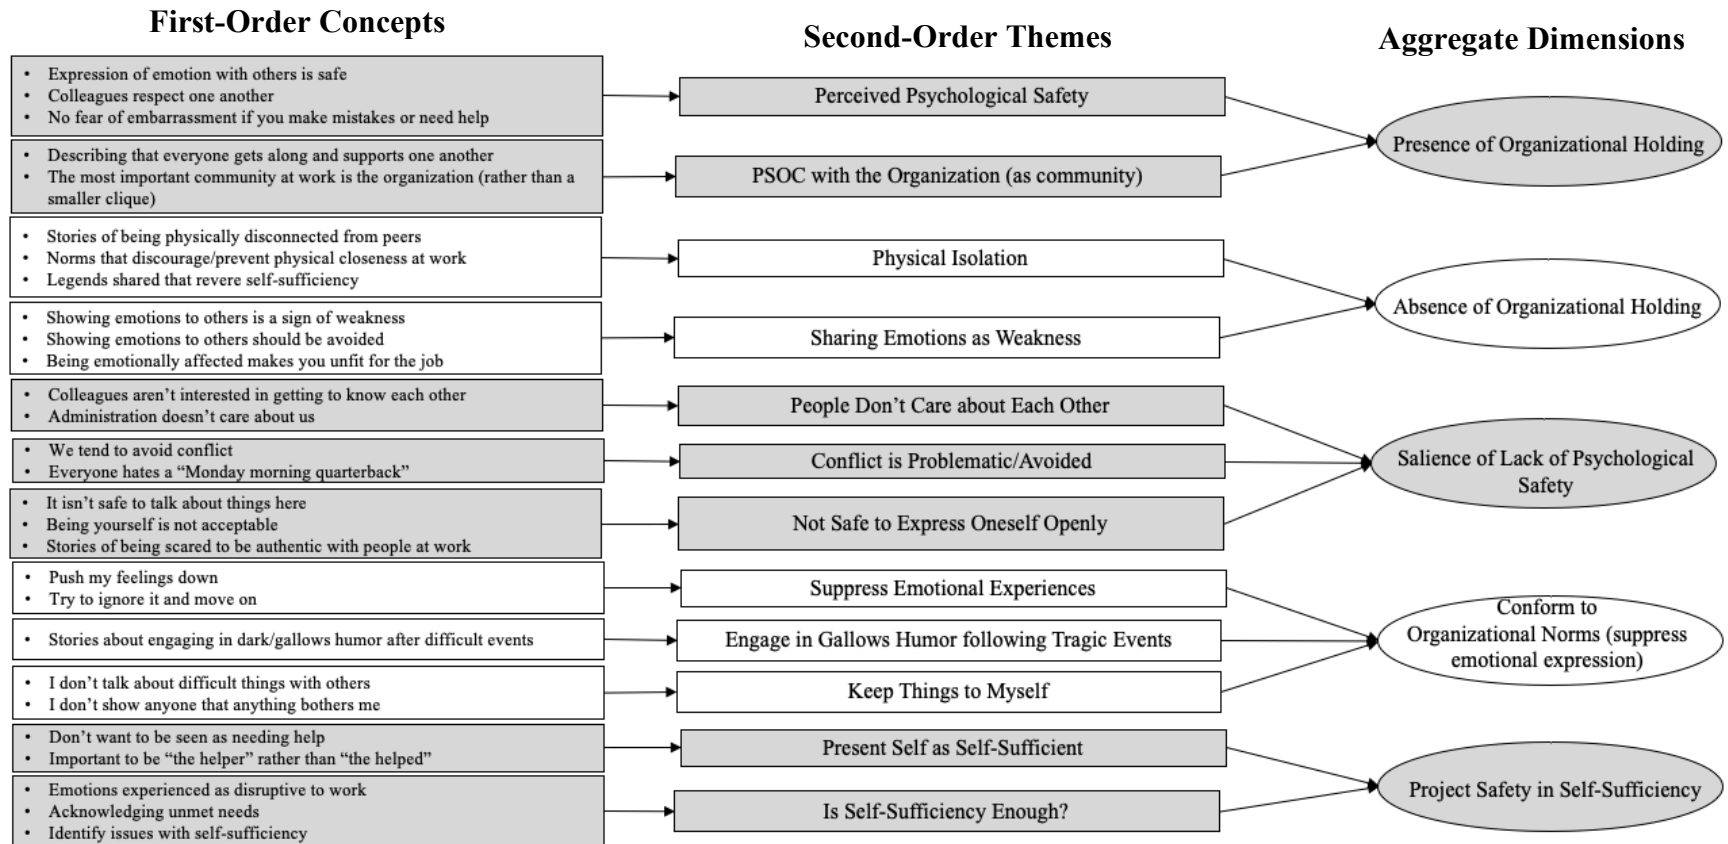 First-Order Concepts
Second-Order Themes
Aggregate Dimensions
• Expression of emotion with others is safe
• Colleagues respect one another
• No fear of embarrassment if you make mistakes or need help
Perceived Psychological Safety
• Describing that everyone gets along and supports one another
• The most important community at work is the organization (rather than a
smaller clique)
PSOC with the Organization (as community)
Presence of Organizational Holding
• Stories of being physically disconnected from peers
• Norms that discourage/prevent physical closeness at work
• Legends shared that revere self-sufficiency
Physical Isolation
• Showing emotions to others is a sign of weakness
• Showing emotions to others should be avoided
• Being emotionally affected makes you unfit for the job
Sharing Emotions as Weakness
Absence of Organizational Holding
• Colleagues aren’t interested in getting to know each other
• Administration doesn’t care about us
People Don’t Care about Each Other
• We tend to avoid conflict
• Everyone hates a “Monday morning quarterback”
Conflict is Problematic/Avoided
• It isn’t safe to talk about things here
• Being yourself is not acceptable
• Stories of being scared to be authentic with people at work
Not Safe to Express Oneself Openly
Salience of Lack of Psychological
Safety
• Push my feelings down
• Try to ignore it and move on
Suppress Emotional Experiences
• Stories about engaging in dark/gallows humor after difficult events
Engage in Gallows Humor following Tragic Events
• I don’t talk about difficult things with others
• I don’t show anyone that anything bothers me
Keep Things to Myself
Conform to
Organizational Norms (suppress
emotional expression)
• Don’t want to be seen as needing help
• Important to be “the helper” rather than “the helped”
Present Self as Self-Sufficient
• Emotions experienced as disruptive to work
• Acknowledging unmet needs
• Identify issues with self-sufficiency
Is Self-Sufficiency Enough?
Project Safety in Self-Sufficiency